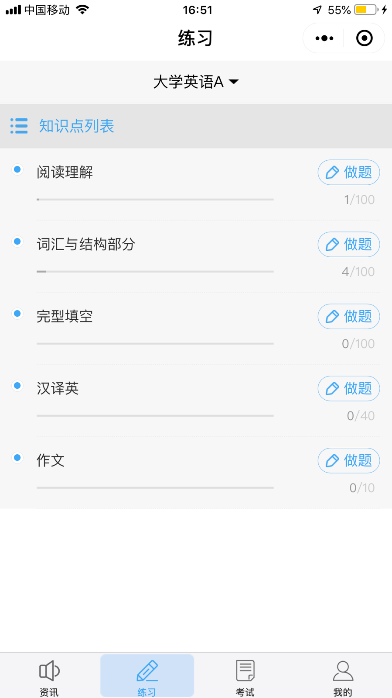 中国移动 16:51 55%
练习
大学英语A
知识点列表
阅读理解 做题
1/100
词汇与结构部分 做题
4/100
完型填空 做题
0/100
汉译英 做题
0/40
作文 做题
0/10
资讯 练习 考试 我的